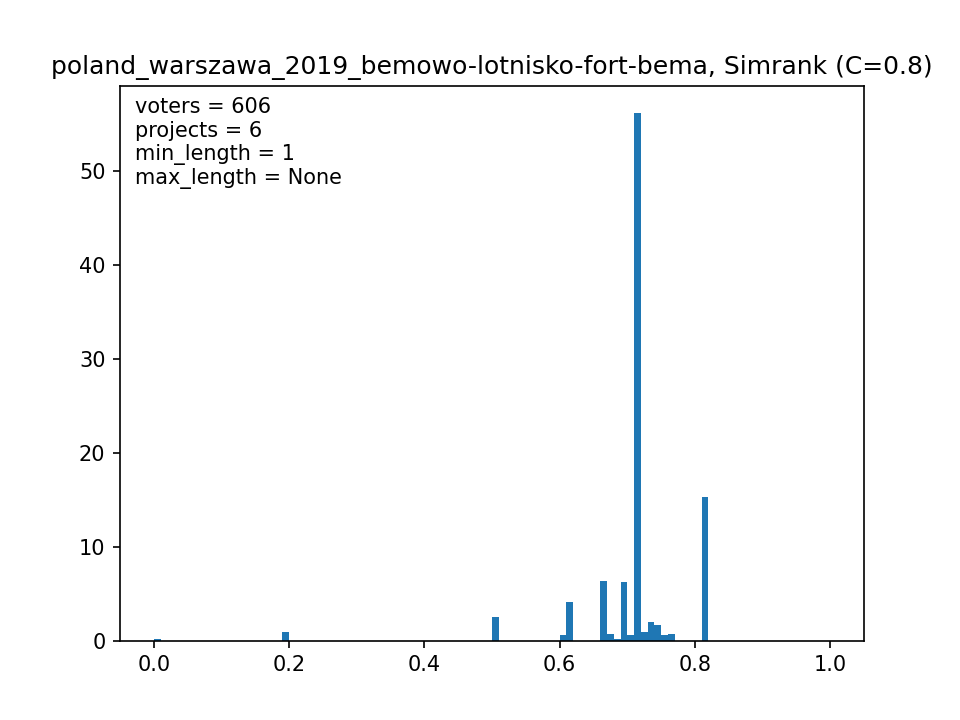 poland_warszawa_2019_bemowo-lotnisko-fort-bema, Simrank (C=0.8)
voters = 606
projects = 6
min_length = 1
max_length = None
50
40
30
20
10
0
0.0 0.2 0.4 0.6 0.8 1.0